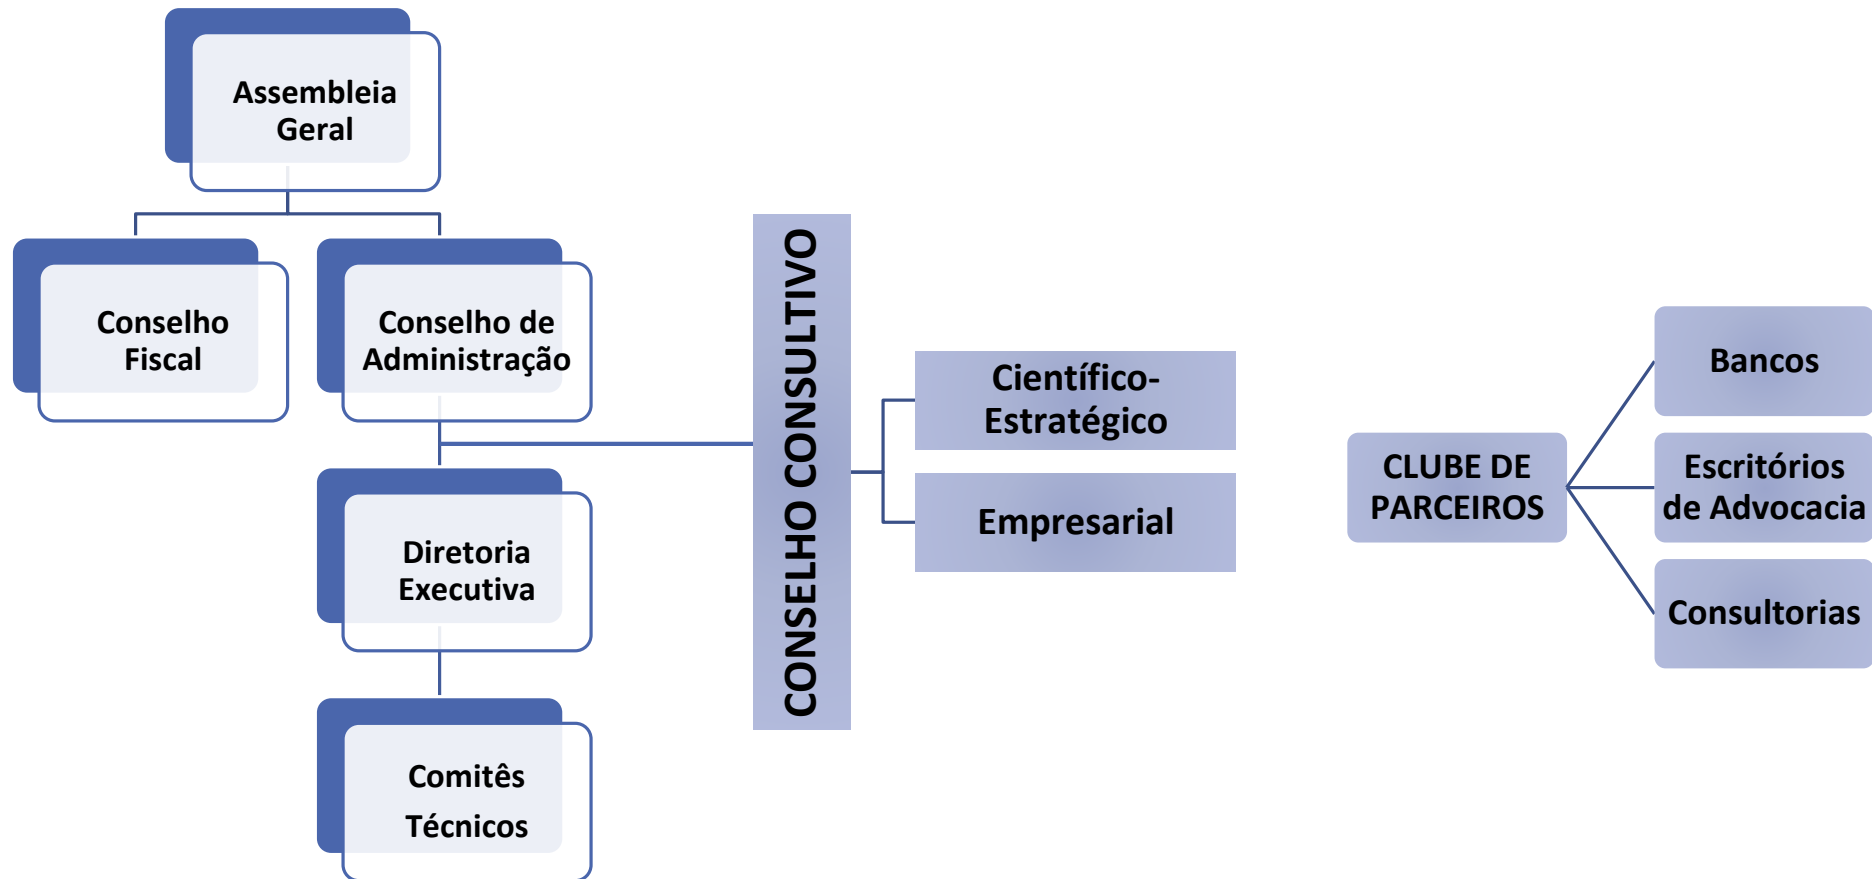 Assembleia
Geral
Conselho
Fiscal
Conselho de
Administração
Diretoria
Executiva
Comitês
Técnicos
CONSELHO CONSULTIVO
Científico-
Estratégico
Empresarial
CLUBE DE
PARCEIROS
Bancos
Escritórios
de Advocacia
Consultorias